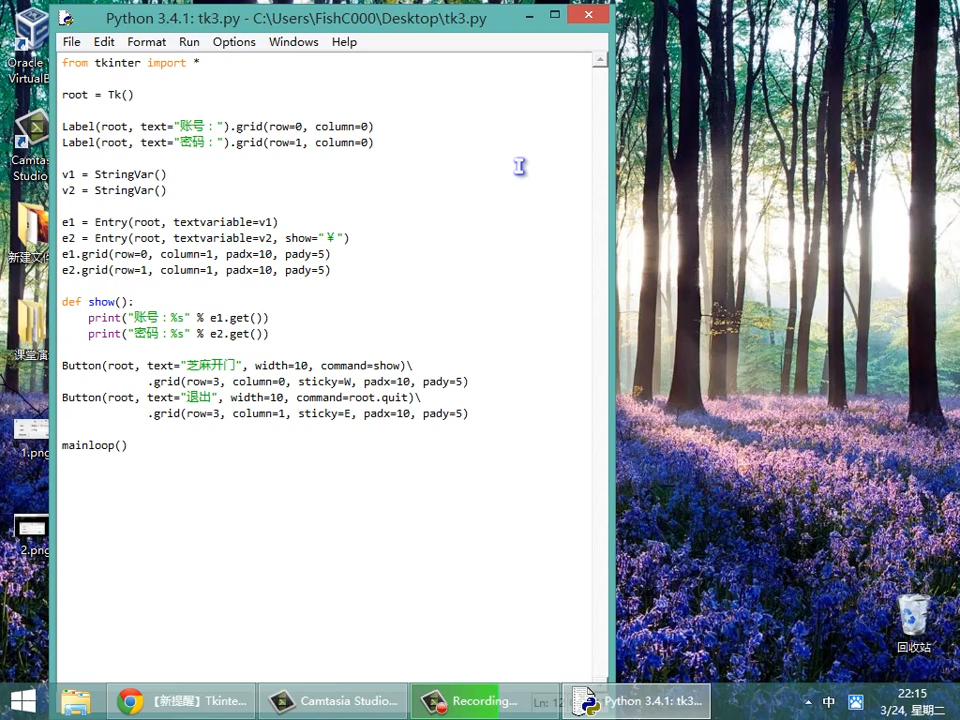 Python 3.4.1: tk3.py - C:\Users\FishC000\Desktop\tk3.py
File Edit Format Run Options Windows Help
from tkinter import *
root = Tk()
Label(root, text="账号：").grid(row=0, column=0)
Label(root, text="密码：").grid(row=1, column=0)
v1 = StringVar()
v2 = StringVar()
e1 = Entry(root, textvariable=v1)
e2 = Entry(root, textvariable=v2, show="￥")
e1.grid(row=0, column=1, padx=10, pady=5)
e2.grid(row=1, column=1, padx=10, pady=5)
def show():
    print("账号：%s" % e1.get())
    print("密码：%s" % e2.get())
Button(root, text="芝麻开门", width=10, command=show)\
             .grid(row=3, column=0, sticky=W, padx=10, pady=5)
Button(root, text="退出", width=10, command=root.quit)\
             .grid(row=3, column=1, sticky=E, padx=10, pady=5)
mainloop()
Oracle
VirtualB
Camtas
Studio
新建文件
课堂演
1.png
2.png
回收站
【新提醒】Tkinte...
Camtasia Studio...
Recording...
Ln: 12
Python 3.4.1: tk3...
中
22:15
3/24, 星期二